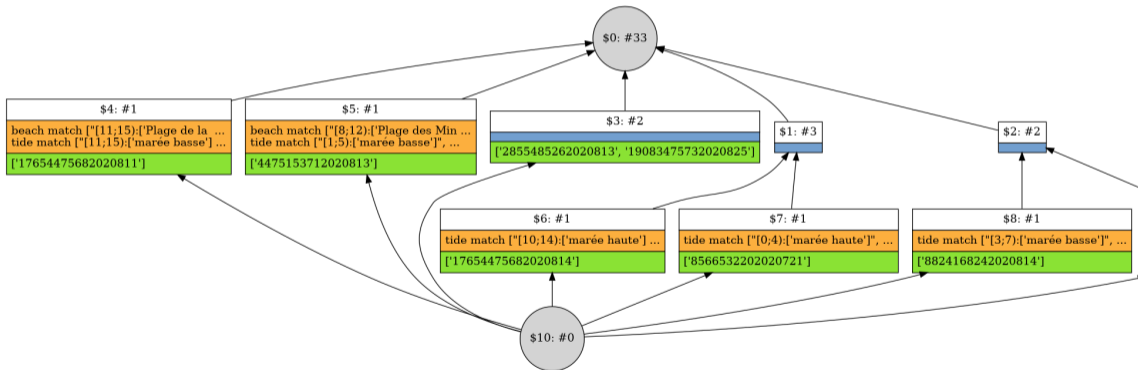 $0: #33
$4: #1
beach match ["[11;15):['Plage de la ...
tide match ["[11;15):['marée basse'] ...
['17654475682020811']
$5: #1
beach match ["[8;12):['Plage des Min ...
tide match ["[1;5):['marée basse']", ...
['4475153712020813']
$3: #2
['2855485262020813', '19083475732020825']
$1: #3
$2: #2
$6: #1
tide match ["[10;14):['marée haute'] ...
['17654475682020814']
$7: #1
tide match ["[0;4):['marée haute']", ...
['8566532202020721']
$8: #1
tide match ["[3;7):['marée basse']", ...
['8824168242020814']
$10: #0